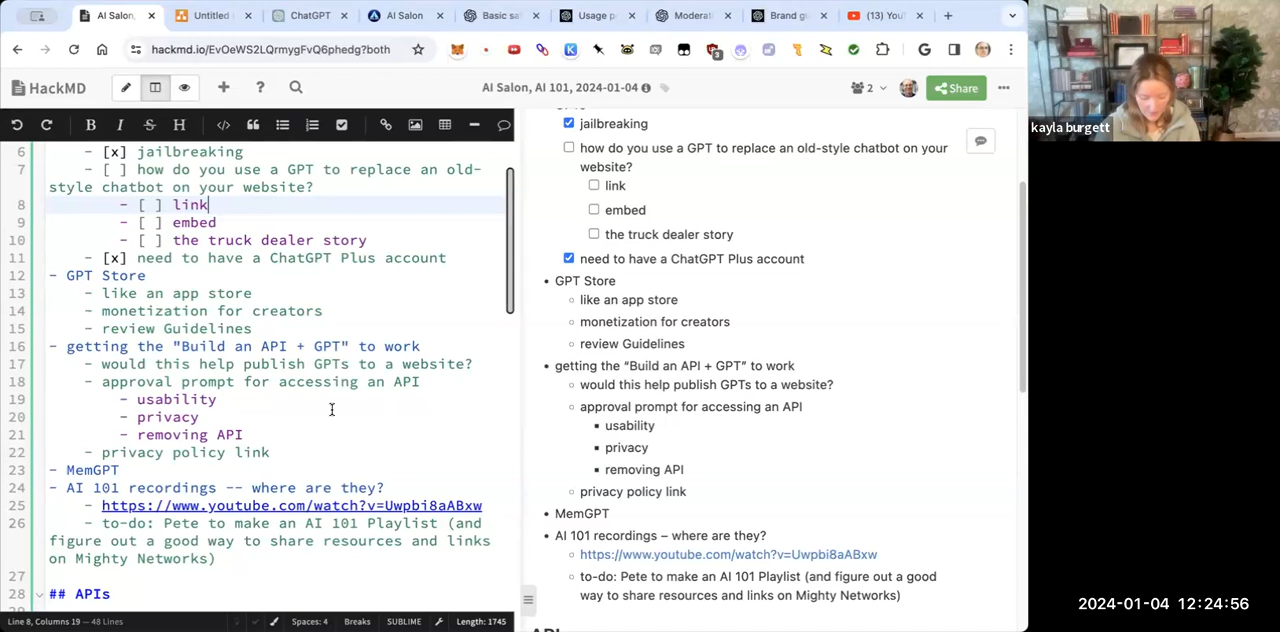 AI Salon,
Untitled
ChatGPT
AI Salon
Basic sa
Usage p
Moderat
Brand g
(13) You
hackmd.io/EvOeWS2LQrmygFvQ6phedg?both
HackMD
AI Salon, AI 101, 2024-01-04
2
Share
6 - [x] jailbreaking
7 - [ ] how do you use a GPT to replace an old-
style chatbot on your website?
8 - [ ] link
9 - [ ] embed
10 - [ ] the truck dealer story
11 - [x] need to have a ChatGPT Plus account
12 - GPT Store
13 - like an app store
14 - monetization for creators
15 - review Guidelines
16 - getting the "Build an API + GPT" to work
17 - would this help publish GPTs to a website?
18 - approval prompt for accessing an API
19 - usability
20 - privacy
21 - removing API
22 - privacy policy link
23 - MemGPT
24 - AI 101 recordings -- where are they?
25 - https://www.youtube.com/watch?v=Uwpbi8aABxw
26 - to-do: Pete to make an AI 101 Playlist (and
figure out a good way to share resources and links
on Mighty Networks)
27
28 ## APIs
Line 8, Columns 19 — 48 Lines
Spaces: 4
Breaks
SUBLIME
Length: 1745
jailbreaking
how do you use a GPT to replace an old-style chatbot on your
website?
link
embed
the truck dealer story
need to have a ChatGPT Plus account
GPT Store
like an app store
monetization for creators
review Guidelines
getting the “Build an API + GPT” to work
would this help publish GPTs to a website?
approval prompt for accessing an API
usability
privacy
removing API
privacy policy link
MemGPT
AI 101 recordings – where are they?
https://www.youtube.com/watch?v=Uwpbi8aABxw
to-do: Pete to make an AI 101 Playlist (and figure out a good
way to share resources and links on Mighty Networks)
kayla burgett
2024-01-04 12:24:56